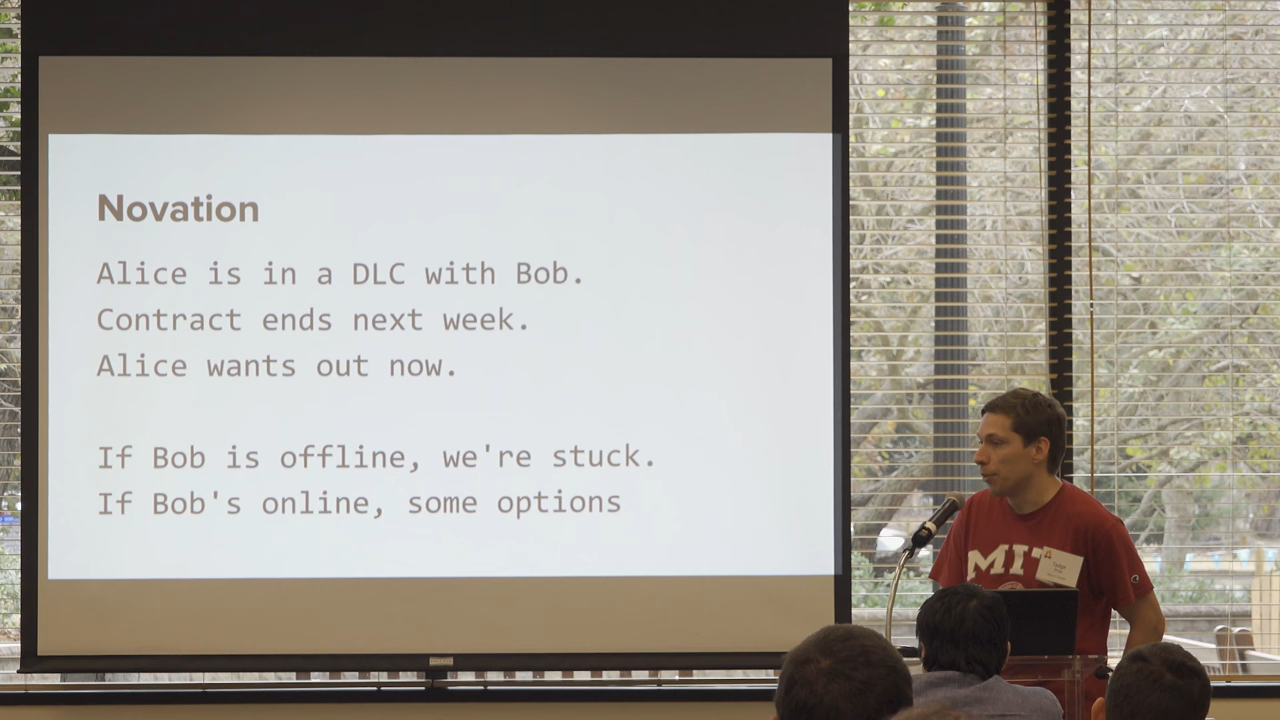 Novation
Alice is in a DLC with Bob.
Contract ends next week.
Alice wants out now.
If Bob is offline, we're stuck.
If Bob's online, some options
MIT
Tadge